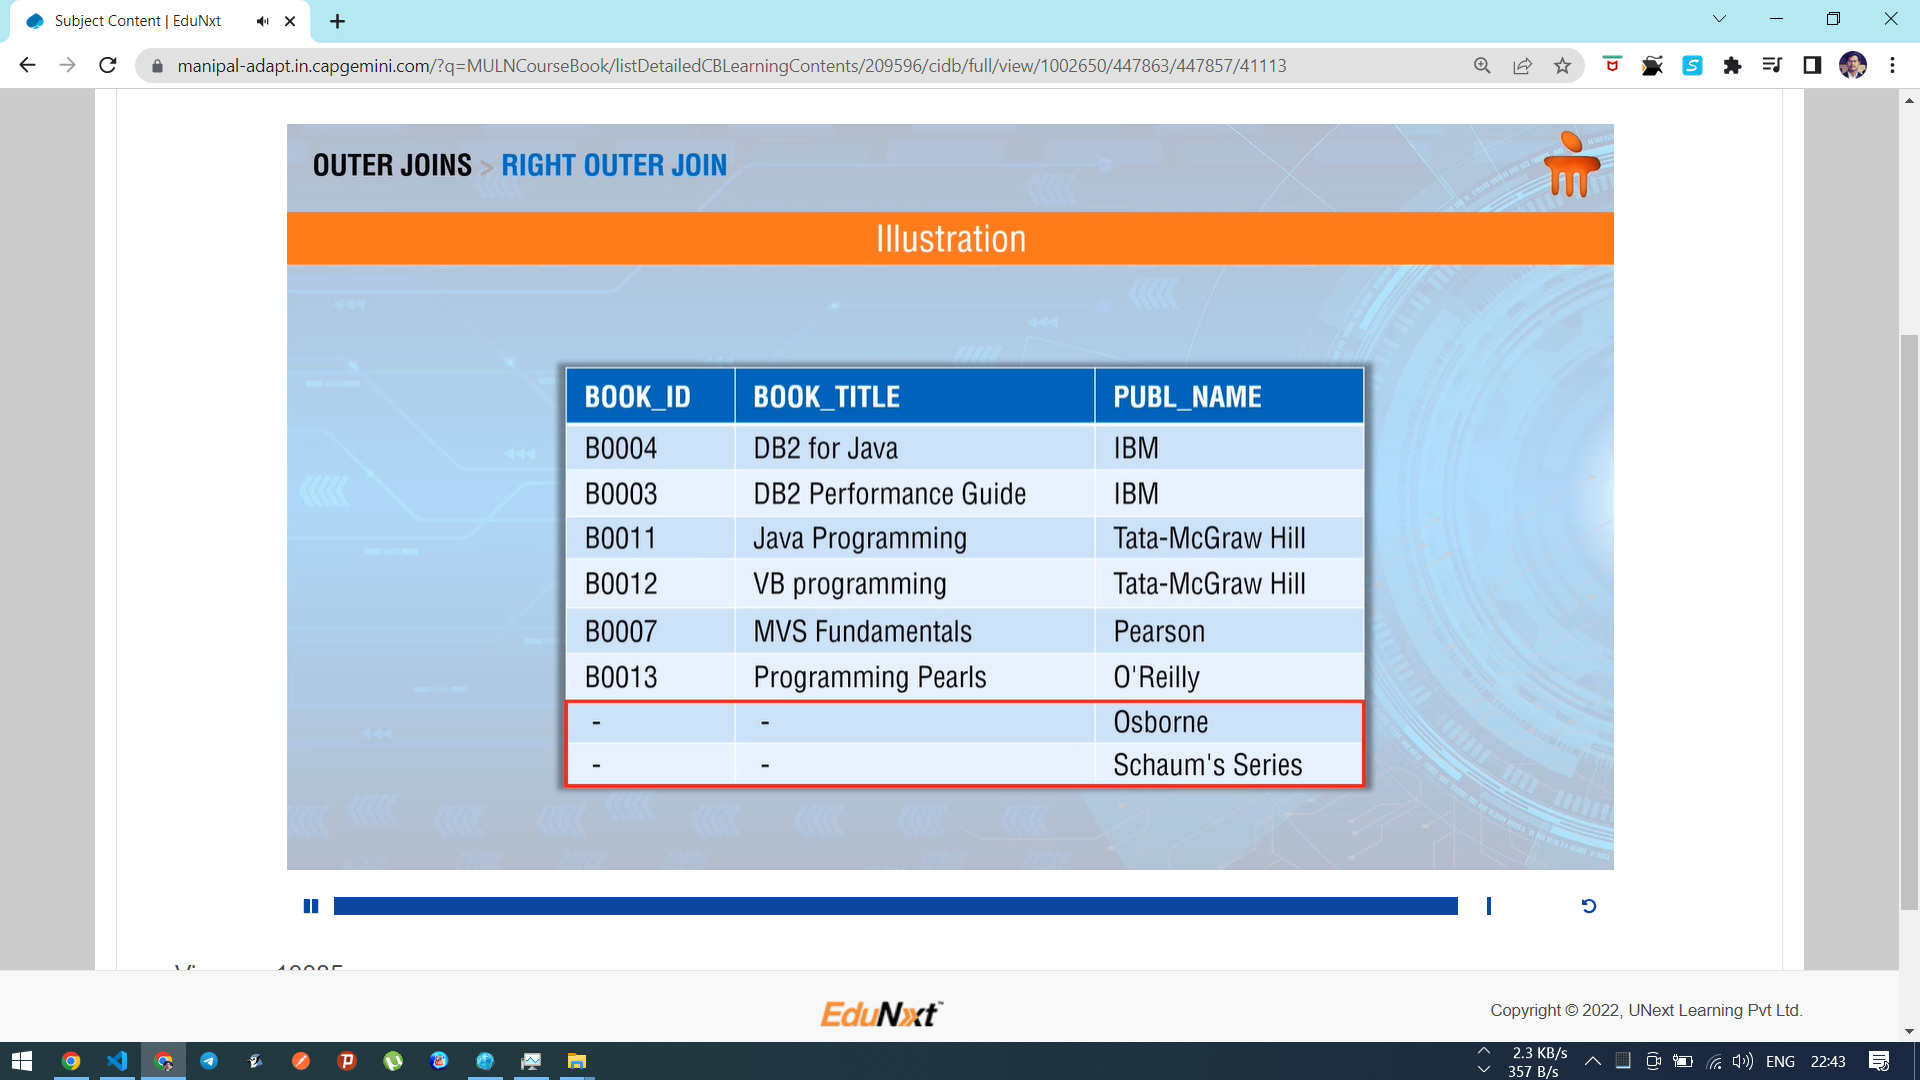 Subject Content | EduNxt
manipal-adapt.in.capgemini.com/?q=MULNCourseBook/listDetailedCBLearningContents/209596/cidb/full/view/1002650/447863/447857/41113
OUTER JOINS > RIGHT OUTER JOIN
Illustration
BOOK_ID BOOK_TITLE PUBL_NAME
B0004 DB2 for Java IBM
B0003 DB2 Performance Guide IBM
B0011 Java Programming Tata-McGraw Hill
B0012 VB programming Tata-McGraw Hill
B0007 MVS Fundamentals Pearson
B0013 Programming Pearls O'Reilly
- - Osborne
- - Schaum's Series
EduNxt
Copyright © 2022, UNext Learning Pvt Ltd.
2.3 KB/s
357 B/s
ENG 22:43